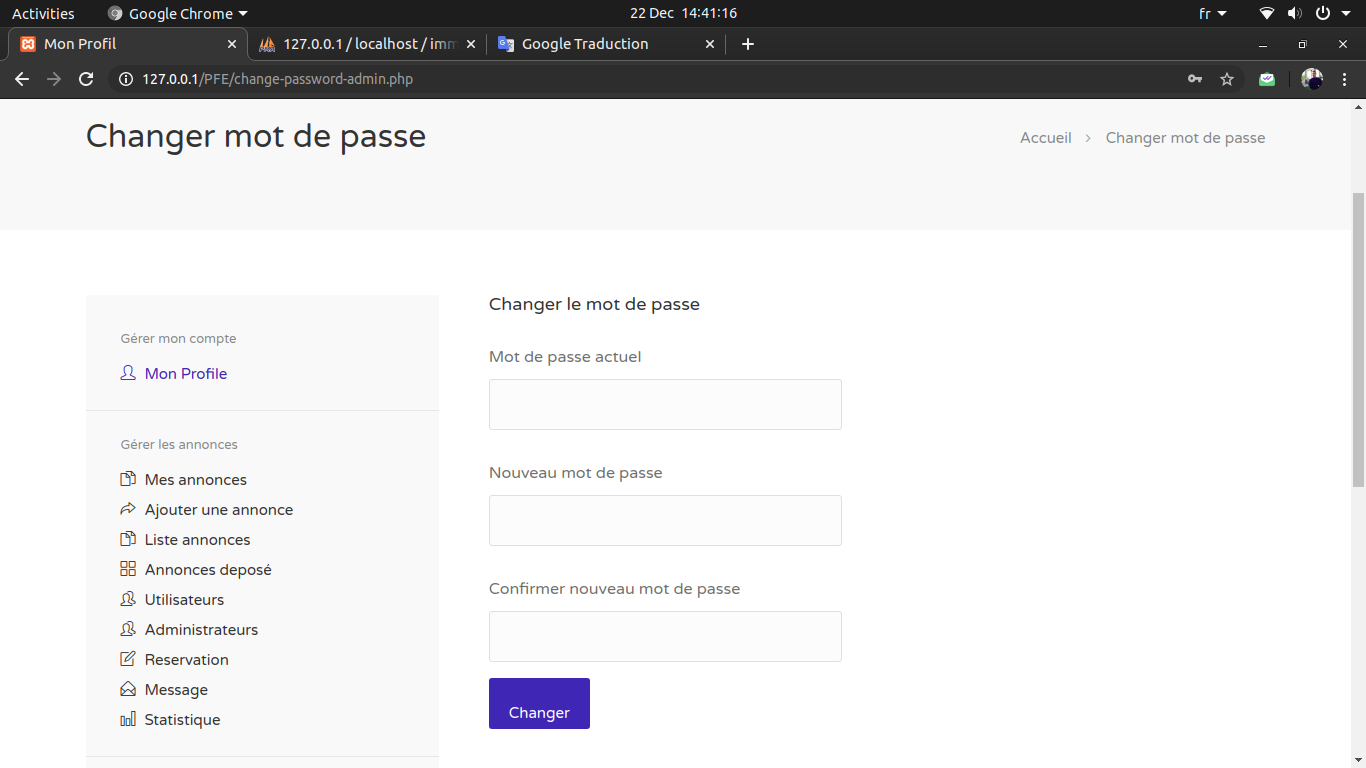 Activities Google Chrome 22 Dec 14:41:16 fr
Mon Profil 127.0.0.1 / localhost / imm Google Traduction
127.0.0.1/PFE/change-password-admin.php
Changer mot de passe
Accueil > Changer mot de passe
Gérer mon compte
Mon Profile
Gérer les annonces
Mes annonces
Ajouter une annonce
Liste annonces
Annonces deposé
Utilisateurs
Administrateurs
Reservation
Message
Statistique
Changer le mot de passe
Mot de passe actuel
Nouveau mot de passe
Confirmer nouveau mot de passe
Changer